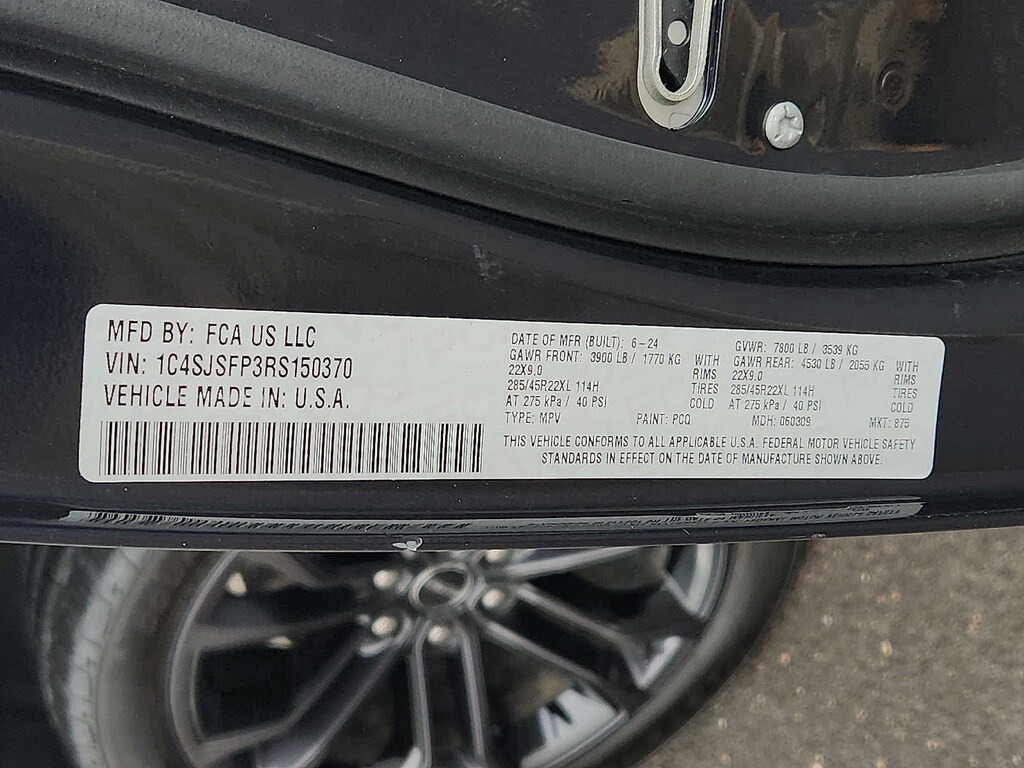 MFD BY: FCA US LLC
VIN: 1C4SJSFP3RS150370
VEHICLE MADE IN: U.S.A.
DATE OF MFR (BUILT): 6-24
GAWR FRONT: 3900 LB / 1770 KG WITH
22X9.0 RIMS
285/45R22XL 114H TIRES
AT 275 kPa / 40 PSI COLD
GVWR: 7800 LB / 3539 KG
GAWR REAR: 4530 LB / 2055 KG WITH
22X9.0 RIMS
285/45R22XL 114H TIRES
AT 275 kPa / 40 PSI COLD
TYPE: MPV PAINT: PCQ MDH: 060309 MKT: 875
THIS VEHICLE CONFORMS TO ALL APPLICABLE U.S.A. FEDERAL MOTOR VEHICLE SAFETY
STANDARDS IN EFFECT ON THE DATE OF MANUFACTURE SHOWN ABOVE.